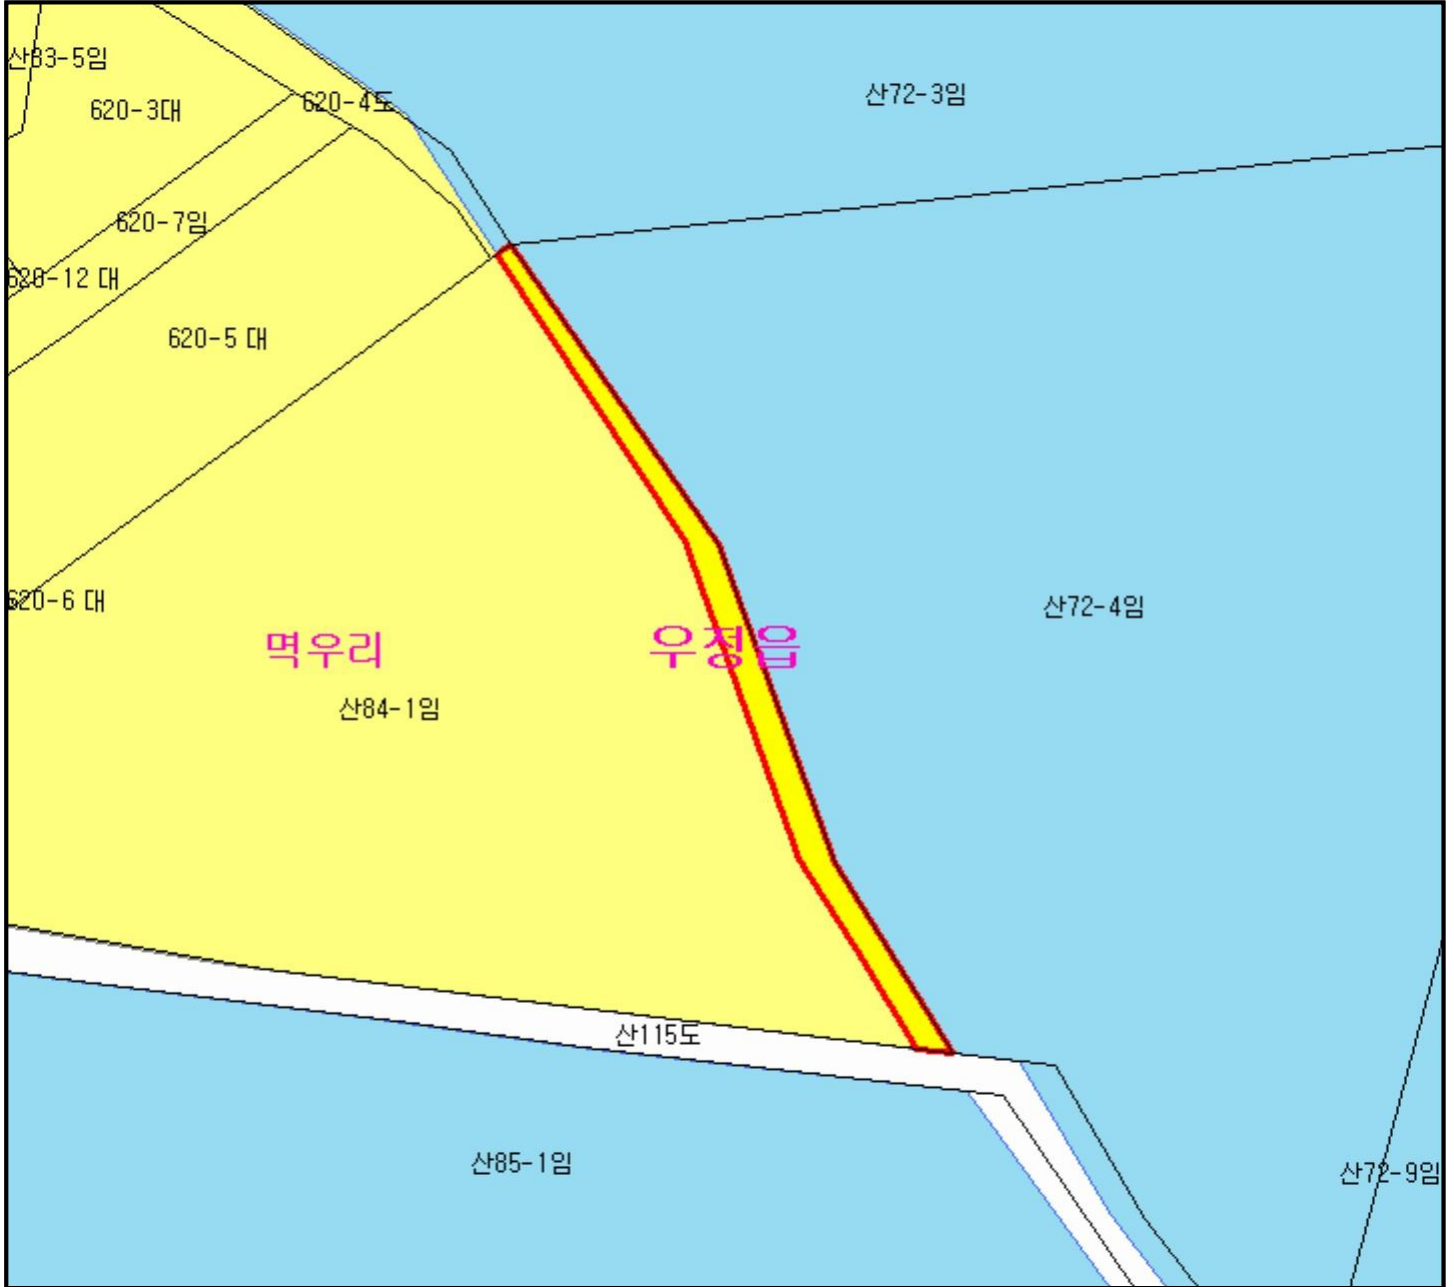 산83-5임
산72-3임
620-3대
620-4도
620-7임
620-12 대
620-5 대
620-6 대
산72-4임
멱우리
우정읍
산84-1임
산115도
산85-1임
산72-9임